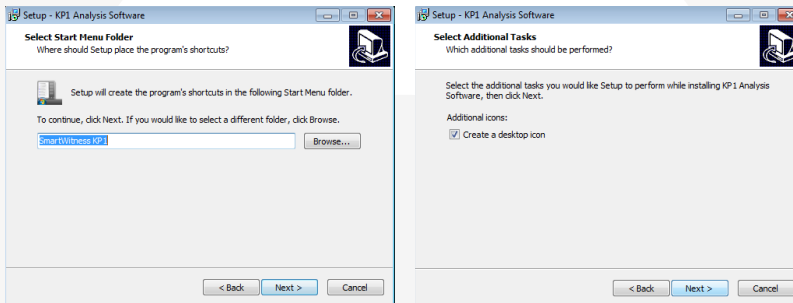 Setup - KP1 Analysis Software
Select Start Menu Folder
Where should Setup place the program's shortcuts?
Setup will create the program's shortcuts in the following Start Menu folder.
To continue, click Next. If you would like to select a different folder, click Browse.
SmartWitness KP1
Browse...
< Back
Next >
Cancel
Setup - KP1 Analysis Software
Select Additional Tasks
Which additional tasks should be performed?
Select the additional tasks you would like Setup to perform while installing KP1 Analysis
Software, then click Next.
Additional icons:
Create a desktop icon
< Back
Next >
Cancel